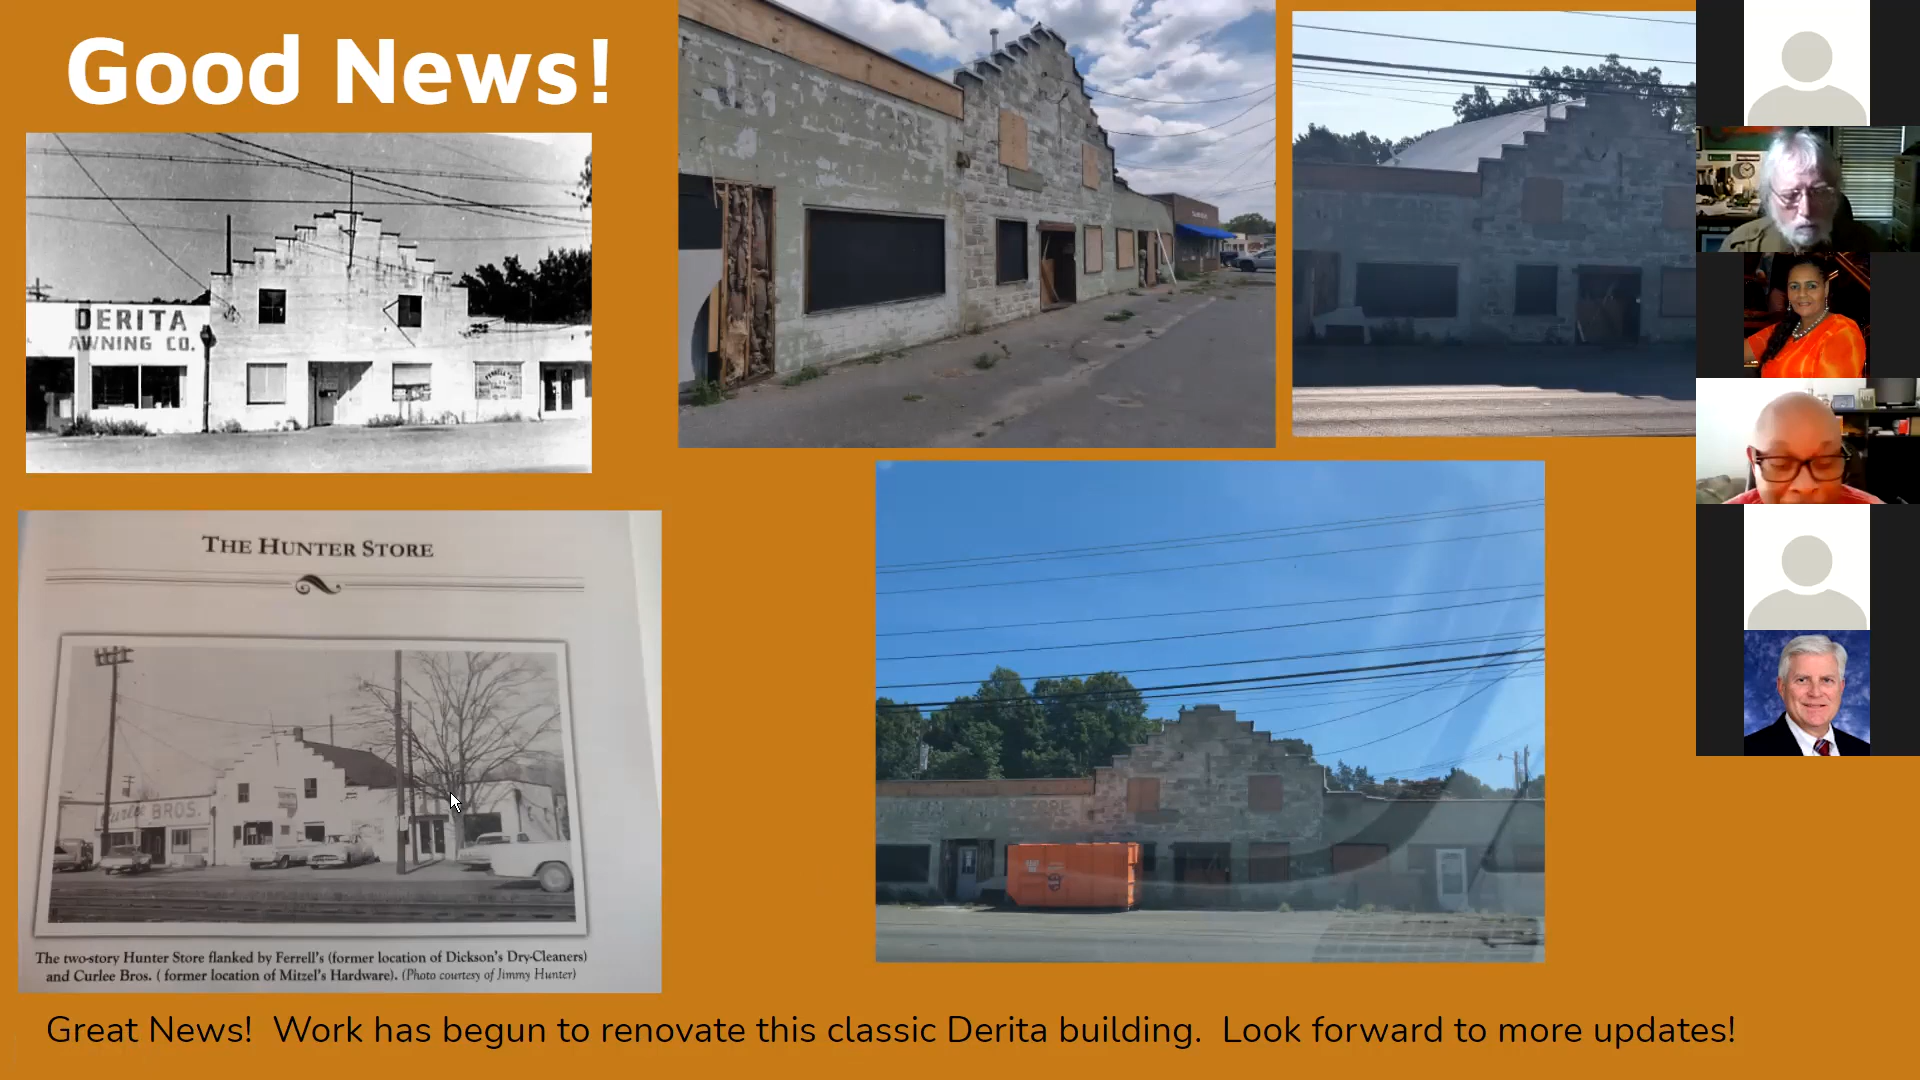 Good News!
DERITA
AWNING CO.
THE HUNTER STORE
Curlee BROS.
The two-story Hunter Store flanked by Ferrell's (former location of Dickson's Dry-Cleaners)
and Curlee Bros. ( former location of Mitzel's Hardware). (Photo courtesy of Jimmy Hunter)
Great News!  Work has begun to renovate this classic Derita building.  Look forward to more updates!